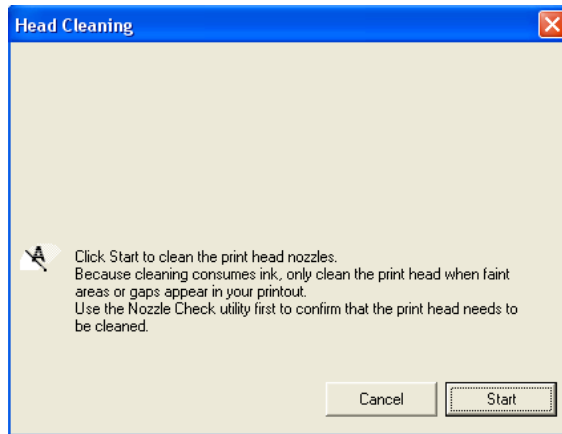 Head Cleaning
Click Start to clean the print head nozzles.
Because cleaning consumes ink, only clean the print head when faint
areas or gaps appear in your printout.
Use the Nozzle Check utility first to confirm that the print head needs to
be cleaned.
Cancel
Start